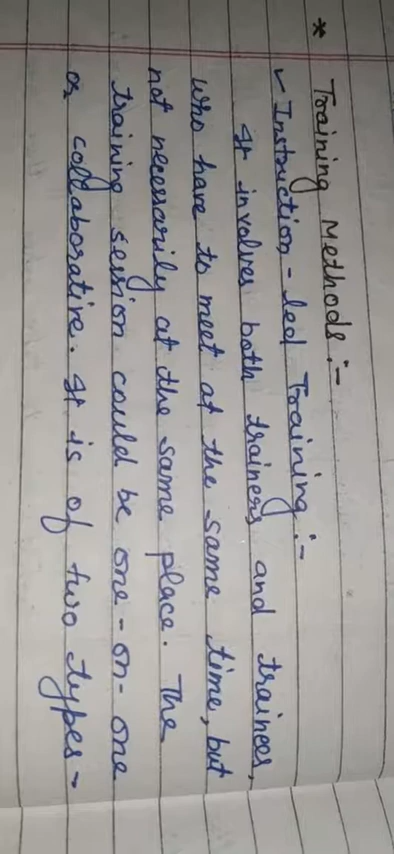 * Training Methods :-
✓ Instruction - led Training :-
It involves both trainers and trainees,
who have to meet at the same time, but
not necessarily at the same place. The
training session could be one - on - one
or collaborative. It is of two types -